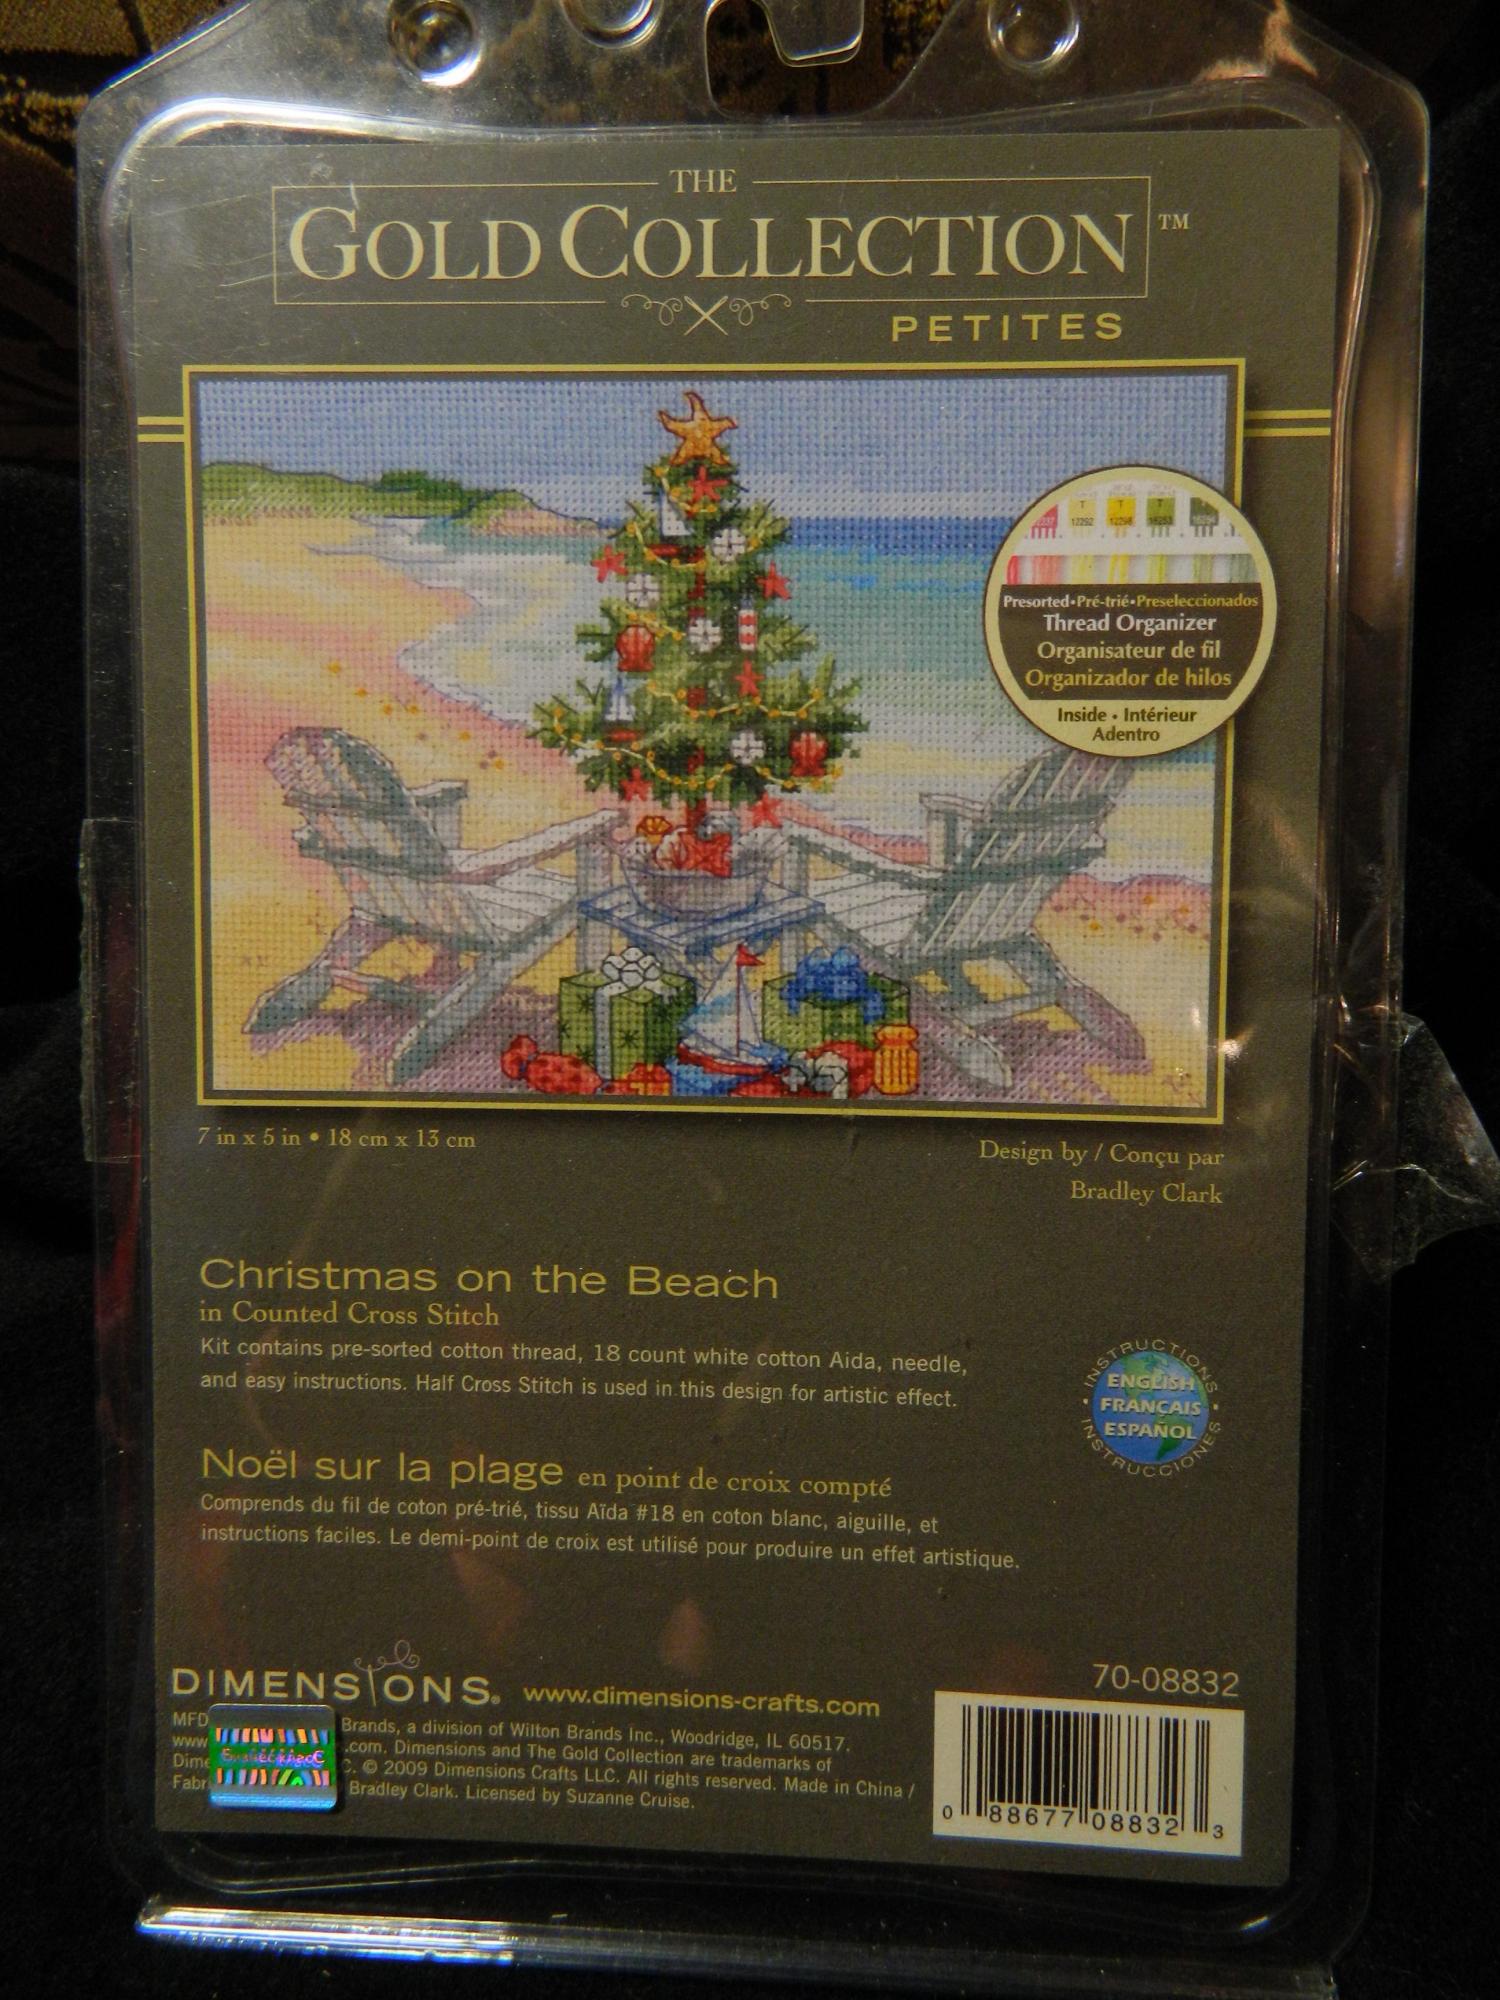 THE
GOLD COLLECTION™
PETITES
T T T
12292 12298 16253
Presorted•Pré-trié•Preseleccionados
Thread Organizer
Organisateur de fil
Organizador de hilos
Inside • Intérieur
Adentro
7 in x 5 in • 18 cm x 13 cm
Design by / Conçu par
Bradley Clark
Christmas on the Beach
in Counted Cross Stitch
Kit contains pre-sorted cotton thread, 18 count white cotton Aida, needle,
and easy instructions. Half Cross Stitch is used in this design for artistic effect.
INSTRUCTIONS
ENGLISH
FRANÇAIS
ESPAÑOL
INSTRUCCIONES
Noël sur la plage en point de croix compté
Comprends du fil de coton pré-trié, tissu Aïda #18 en coton blanc, aiguille, et
instructions faciles. Le demi-point de croix est utilisé pour produire un effet artistique.
DIMENSIONS® www.dimensions-crafts.com
70-08832
MFD Brands, a division of Wilton Brands Inc., Woodridge, IL 60517.
www .com. Dimensions and The Gold Collection are trademarks of
Dime C. © 2009 Dimensions Crafts LLC. All rights reserved. Made in China /
Fabr Bradley Clark. Licensed by Suzanne Cruise.
0 88677 08832 3